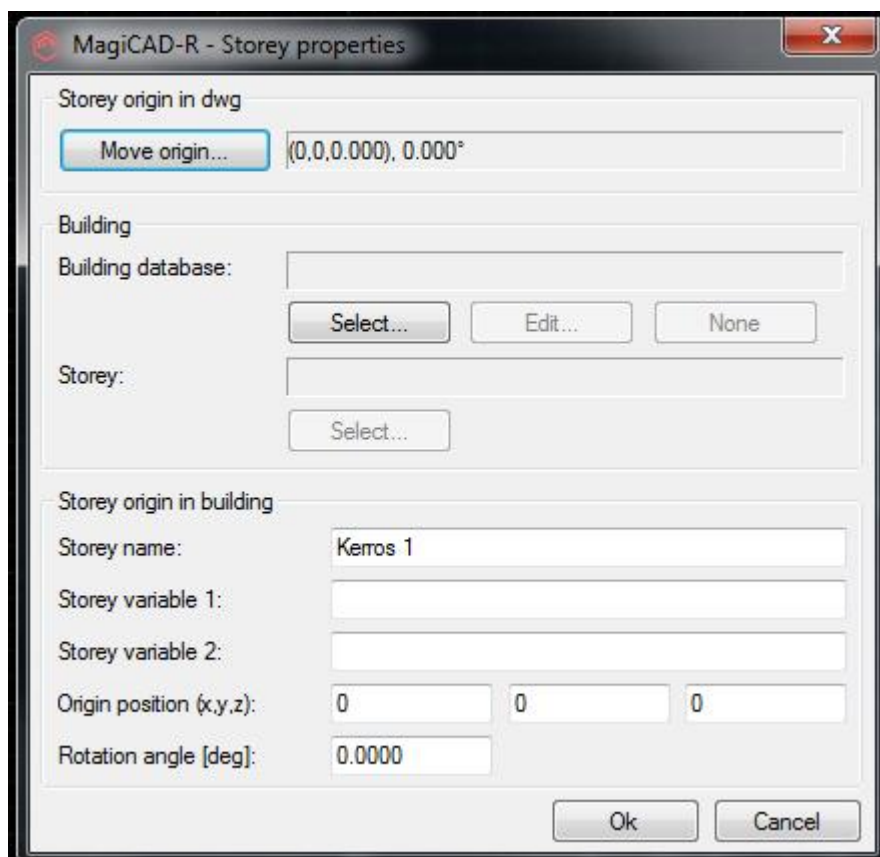 MagiCAD-R - Storey properties
Storey origin in dwg
Move origin... (0,0,0.000), 0.000°
Building
Building database:
Select... Edit... None
Storey:
Select...
Storey origin in building
Storey name: Kerros 1
Storey variable 1:
Storey variable 2:
Origin position (x,y,z): 0 0 0
Rotation angle [deg]: 0.0000
Ok Cancel